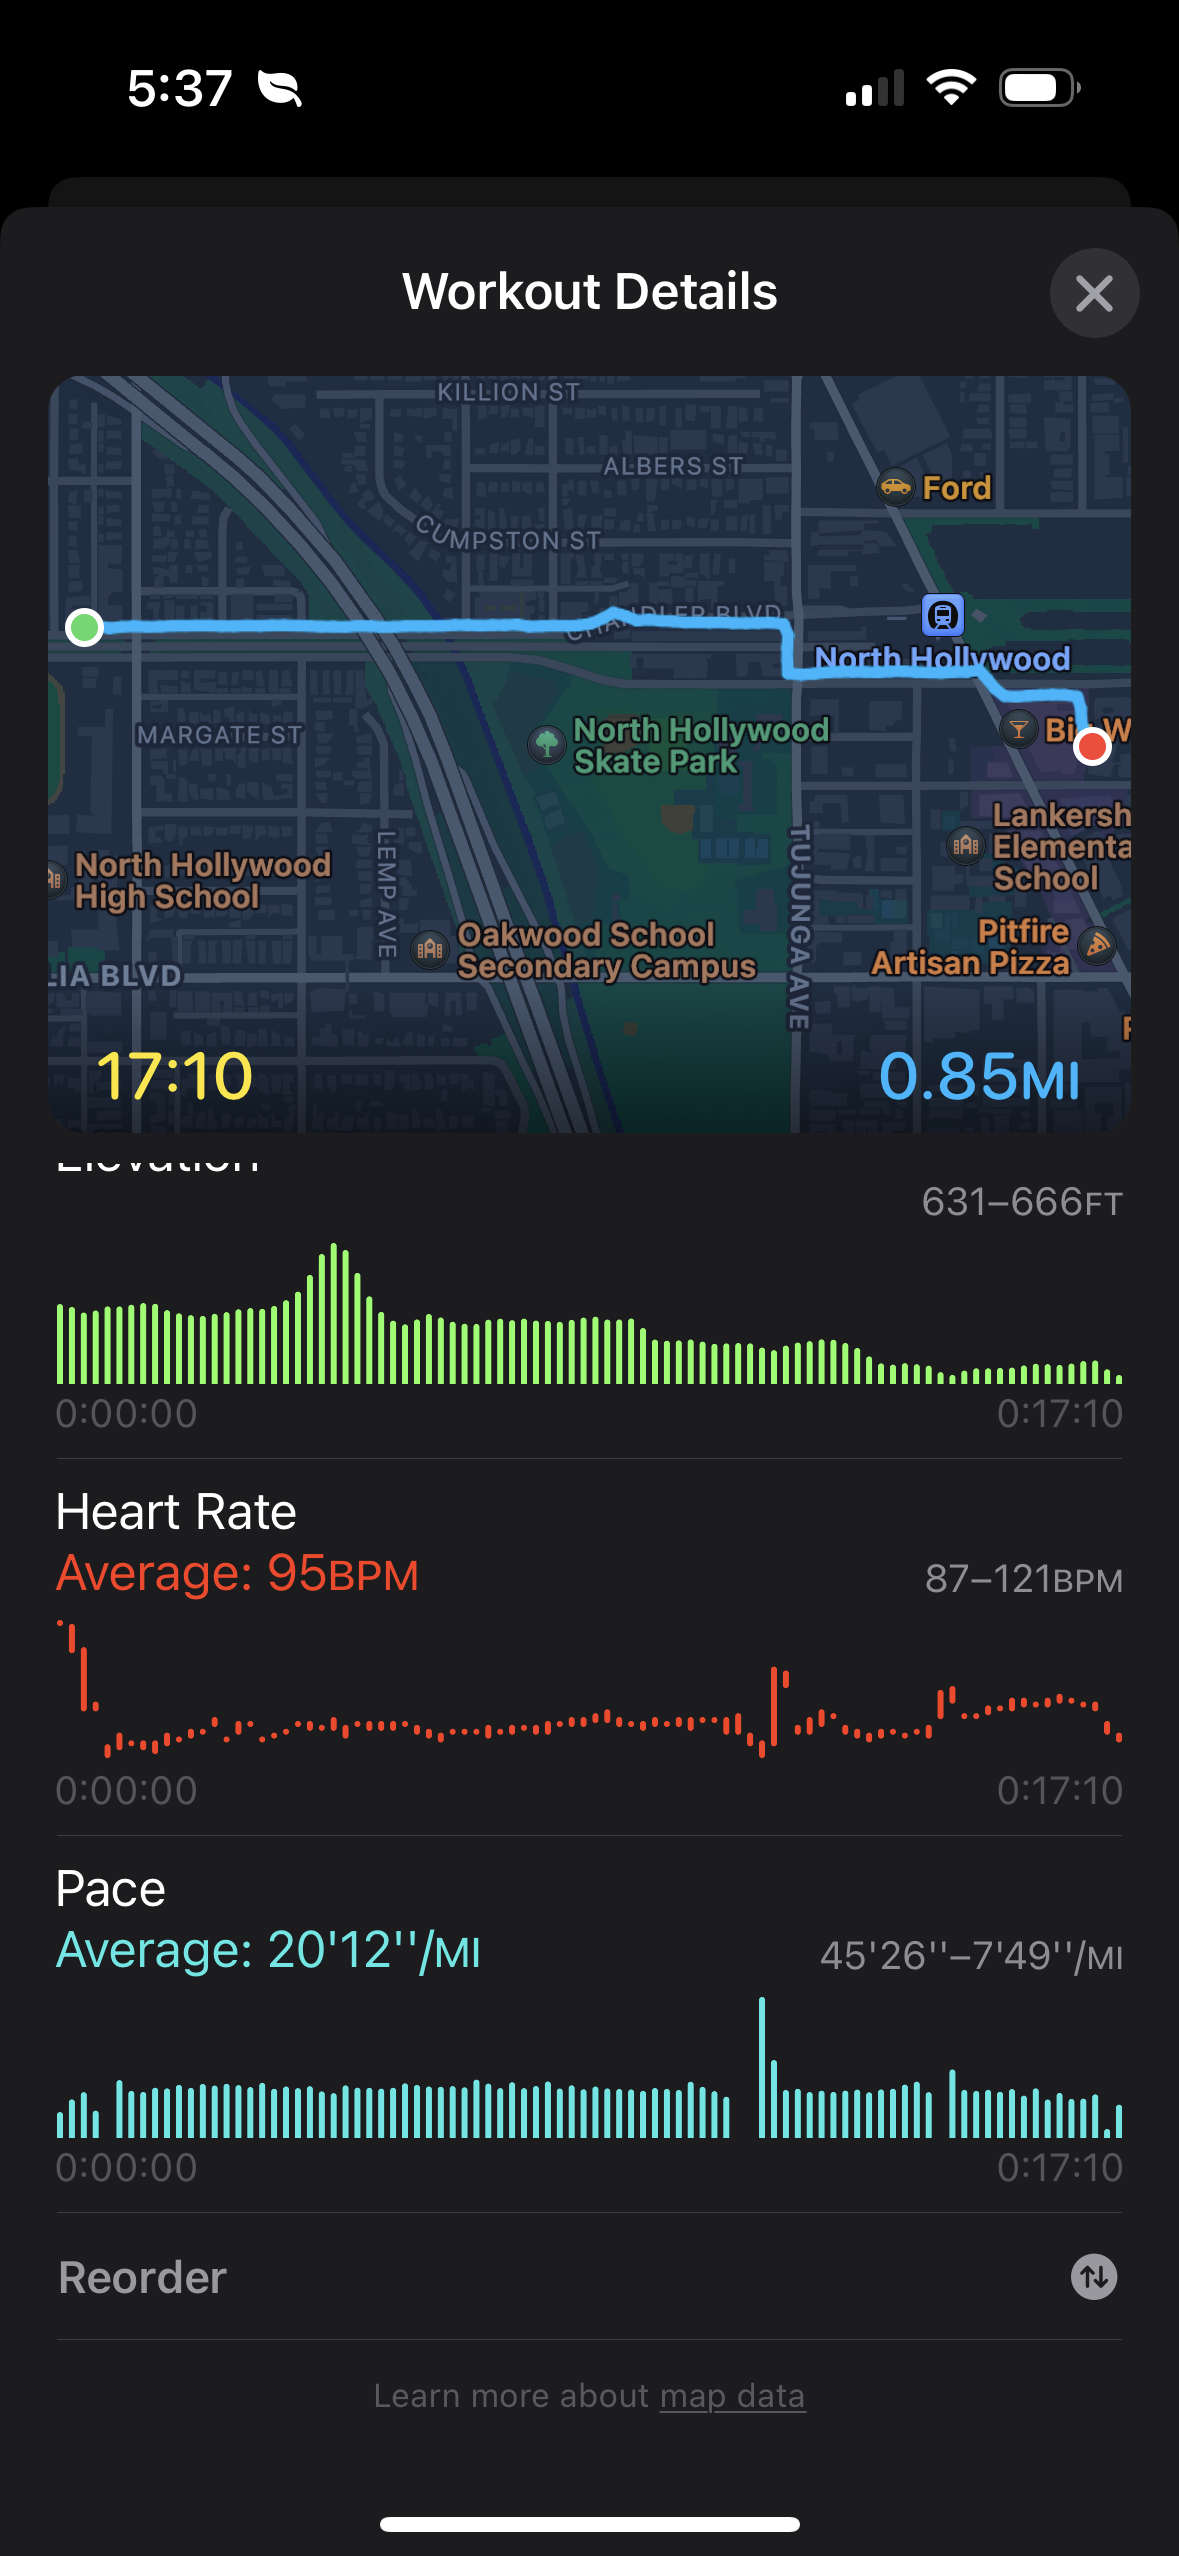 5:37
Workout Details
KILLION ST
ALBERS ST
Ford
CUMPSTON ST
CHANDLER BLVD
North Hollywood
MARGATE ST
North Hollywood
Skate Park
Lankersh
Elementa
School
North Hollywood
High School
LEMP AVE
TUJUNGA AVE
Oakwood School
Secondary Campus
Pitfire
Artisan Pizza
LIA BLVD
17:10
0.85MI
Elevation
631–666FT
0:00:00
0:17:10
Heart Rate
Average: 95BPM
87–121BPM
0:00:00
0:17:10
Pace
Average: 20'12''/MI
45'26''–7'49''/MI
0:00:00
0:17:10
Reorder
Learn more about map data